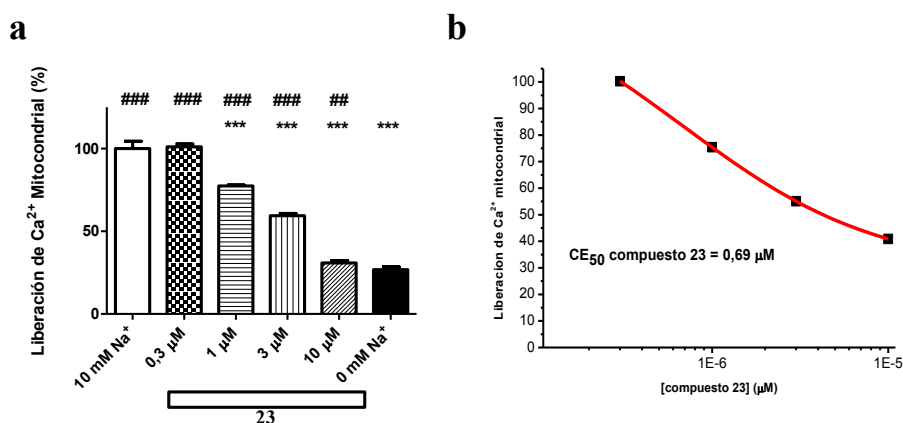 a
Liberación de Ca²⁺ Mitocondrial (%)
100
50
0
### ### ### ### ##
*** *** *** ***
10 mM Na⁺
0,3 µM
1 µM
3 µM
10 µM
0 mM Na⁺
23
b
Liberacion de Ca²⁺ mitocondrial
100
90
80
70
60
50
40
30
20
10
0
CE₅₀ compuesto 23 = 0,69 µM
1E-6
1E-5
[compuesto 23] (µM)